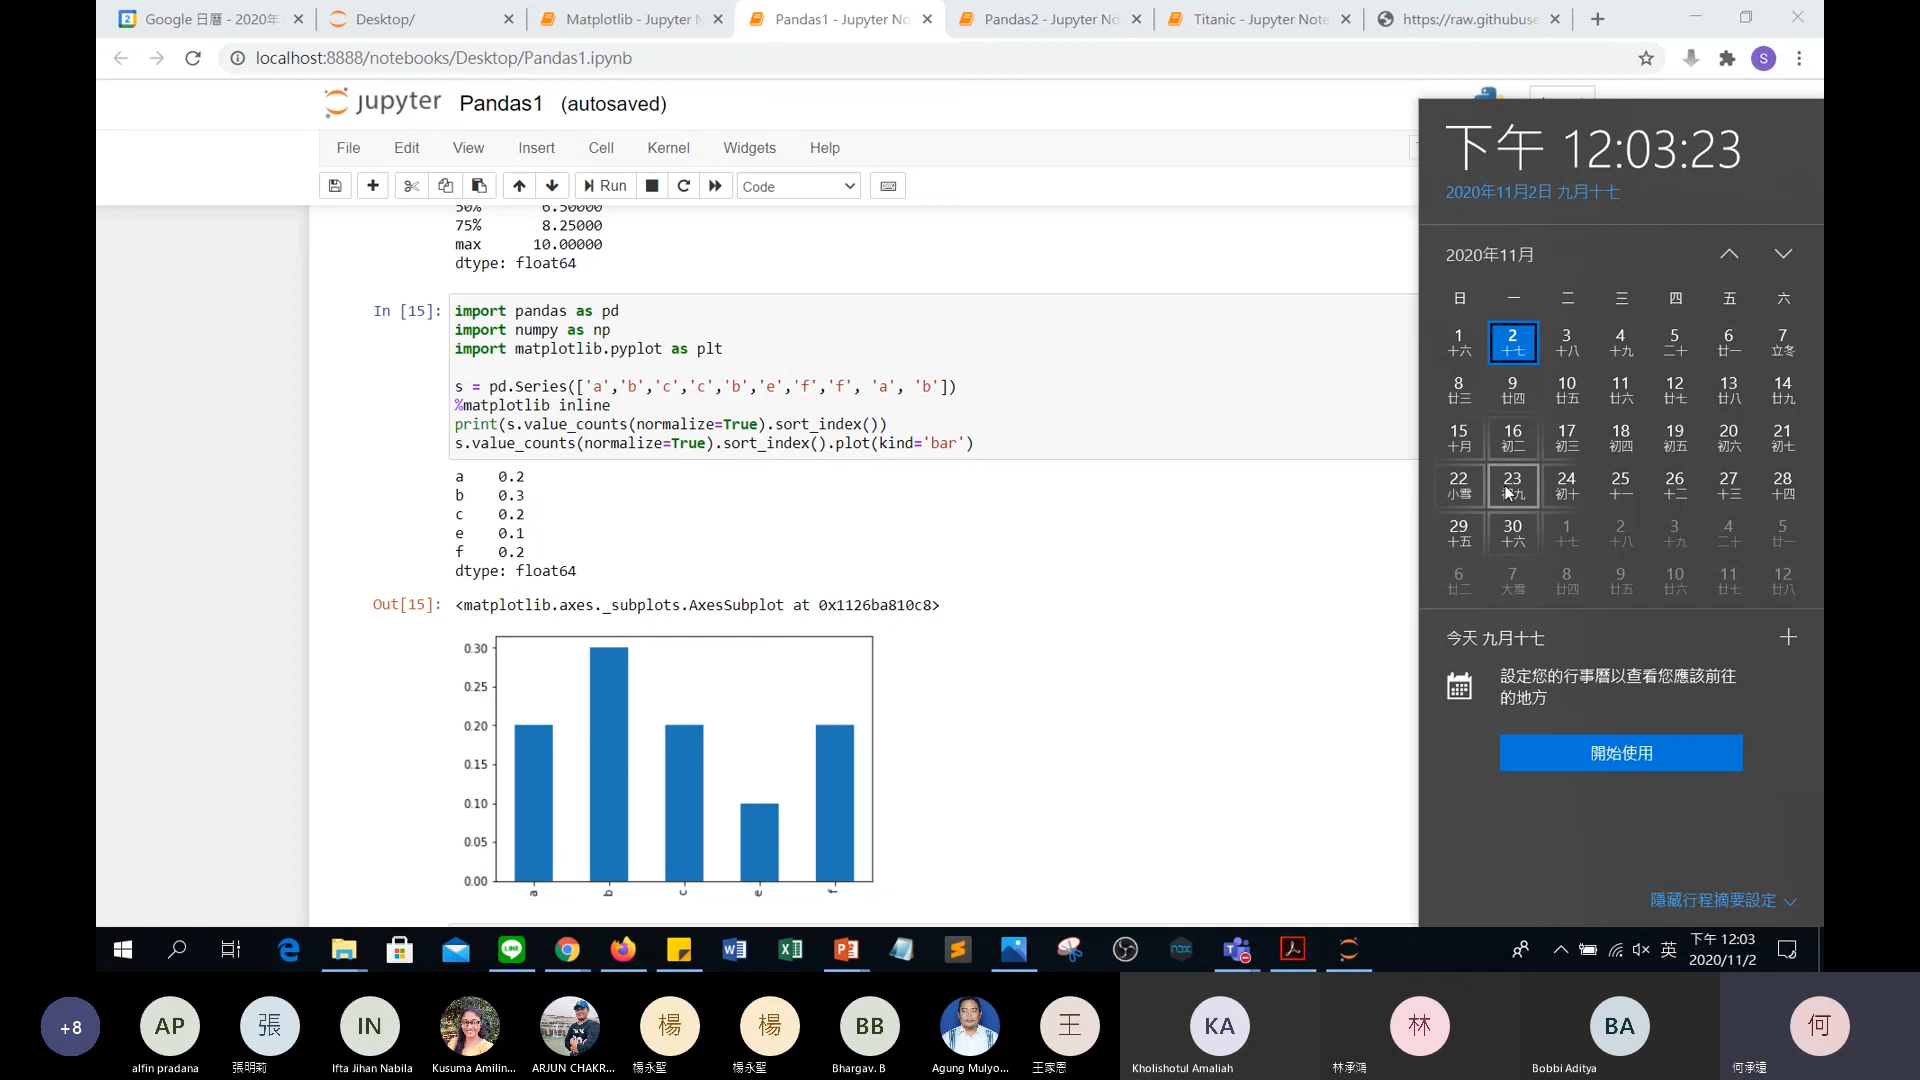 Google 日曆 - 2020年
Desktop/
Matplotlib - Jupyter N
Pandas1 - Jupyter No
Pandas2 - Jupyter No
Titanic - Jupyter Note
https://raw.githubuse
localhost:8888/notebooks/Desktop/Pandas1.ipynb
S
jupyter Pandas1 (autosaved)
File Edit View Insert Cell Kernel Widgets Help
Run
Code
50% 6.50000
75% 8.25000
max 10.00000
dtype: float64
In [15]:
import pandas as pd
import numpy as np
import matplotlib.pyplot as plt
s = pd.Series(['a','b','c','c','b','e','f','f', 'a', 'b'])
%matplotlib inline
print(s.value_counts(normalize=True).sort_index())
s.value_counts(normalize=True).sort_index().plot(kind='bar')
a 0.2
b 0.3
c 0.2
e 0.1
f 0.2
dtype: float64
Out[15]: <matplotlib.axes._subplots.AxesSubplot at 0x1126ba810c8>
0.30
0.25
0.20
0.15
0.10
0.05
0.00
a b c e f
下午 12:03:23
2020年11月2日 九月十七
2020年11月
日 一 二 三 四 五 六
1 2 3 4 5 6 7
十六 十七 十八 十九 二十 廿一 立冬
8 9 10 11 12 13 14
廿三 廿四 廿五 廿六 廿七 廿八 廿九
15 16 17 18 19 20 21
十月 初二 初三 初四 初五 初六 初七
22 23 24 25 26 27 28
小雪 初九 初十 十一 十二 十三 十四
29 30 1 2 3 4 5
十五 十六 十七 十八 十九 二十 廿一
6 7 8 9 10 11 12
廿二 大雪 廿四 廿五 廿六 廿七 廿八
今天 九月十七
設定您的行事曆以查看您應該前往
的地方
開始使用
隱藏行程摘要設定
英
下午 12:03
2020/11/2
+8
AP
張
IN
楊
楊
BB
王
KA
林
BA
何
alfin pradana
張明莉
Ifta Jihan Nabila
Kusuma Amilin...
ARJUN CHAKR...
楊永聖
楊永聖
Bhargav. B
Agung Mulyo...
王家恩
Kholishotul Amaliah
林承鴻
Bobbi Aditya
何承遠